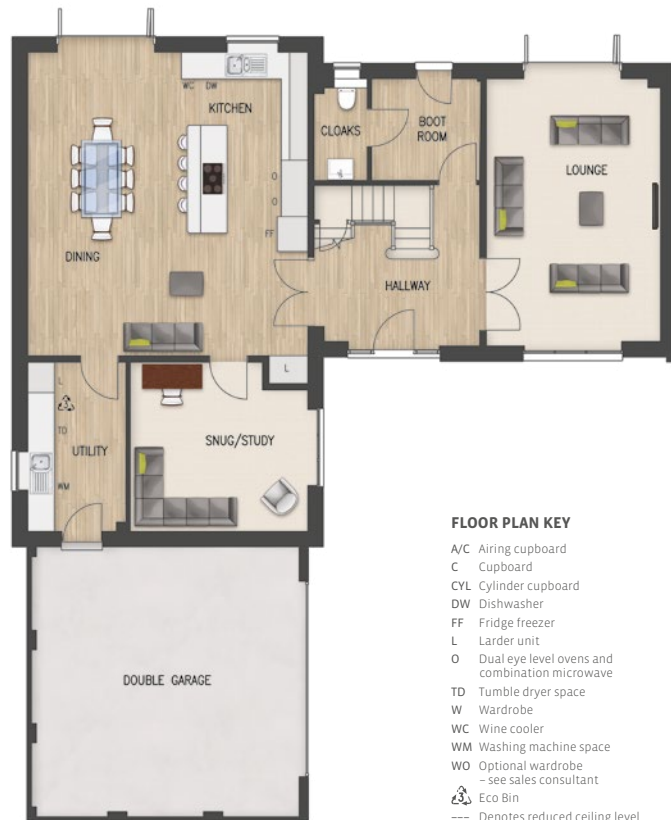 WC DW
KITCHEN
CLOAKS
BOOT
ROOM
LOUNGE
O
O
FF
DINING
HALLWAY
L
L
TD
UTILITY
WM
SNUG/STUDY
DOUBLE GARAGE
FLOOR PLAN KEY
A/C Airing cupboard
C Cupboard
CYL Cylinder cupboard
DW Dishwasher
FF Fridge freezer
L Larder unit
O Dual eye level ovens and
combination microwave
TD Tumble dryer space
W Wardrobe
WC Wine cooler
WM Washing machine space
WO Optional wardrobe
– see sales consultant
3 Eco Bin
--- Denotes reduced ceiling level